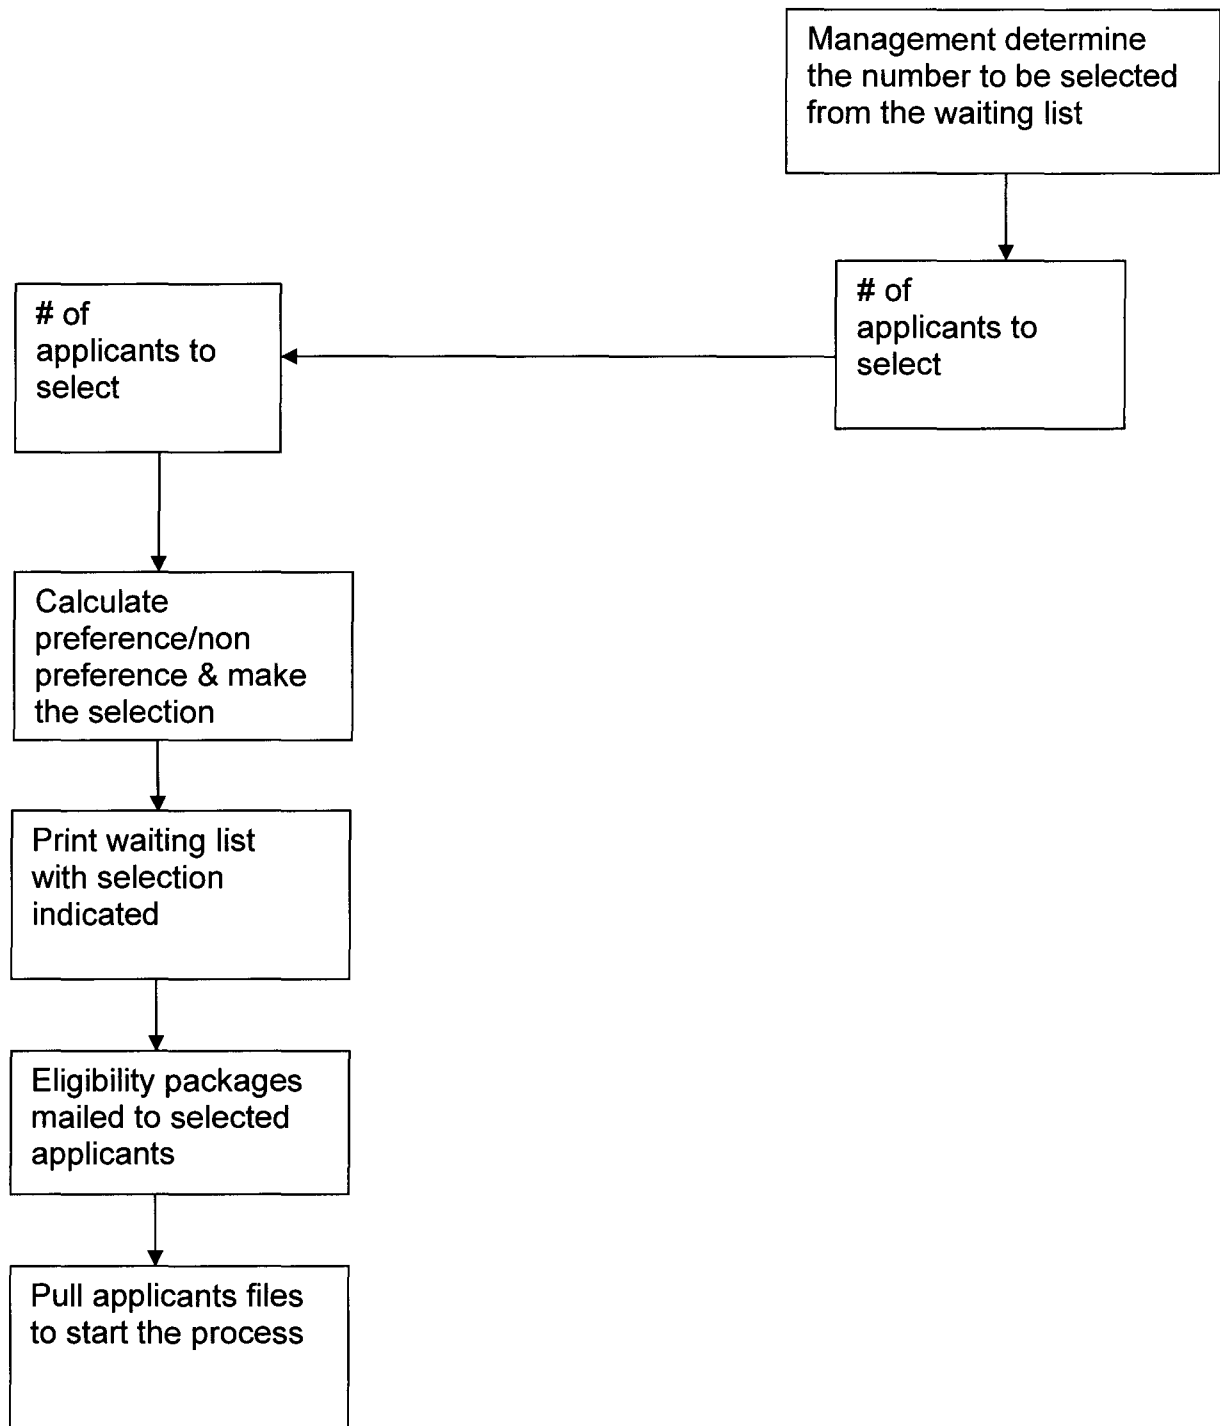 Management determine
the number to be selected
from the waiting list
# of
applicants to
select
# of
applicants to
select
Calculate
preference/non
preference & make
the selection
Print waiting list
with selection
indicated
Eligibility packages
mailed to selected
applicants
Pull applicants files
to start the process